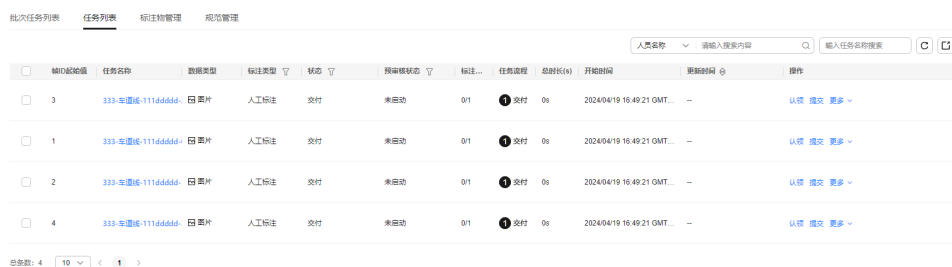 批次任务列表 任务列表 标注物管理 规范管理
人员名称 请输入搜索内容 输入任务名称搜索
帧ID起始值 任务名称 数据类型 标注类型 状态 预审核状态 标注... 任务流程 总时长(s) 开始时间 更新时间 操作
3 333-车道线-111ddddd-. 图片 人工标注 交付 未启动 0/1 1 交付 0s 2024/04/19 16:49:21 GMT... -- 认领 提交 更多
1 333-车道线-111ddddd- 图片 人工标注 交付 未启动 0/1 1 交付 0s 2024/04/19 16:49:21 GMT... -- 认领 提交 更多
2 333-车道线-111ddddd- 图片 人工标注 交付 未启动 0/1 1 交付 0s 2024/04/19 16:49:21 GMT... -- 认领 提交 更多
4 333-车道线-111ddddd- 图片 人工标注 交付 未启动 0/1 1 交付 0s 2024/04/19 16:49:21 GMT... -- 认领 提交 更多
总条数: 4 10 < 1 >